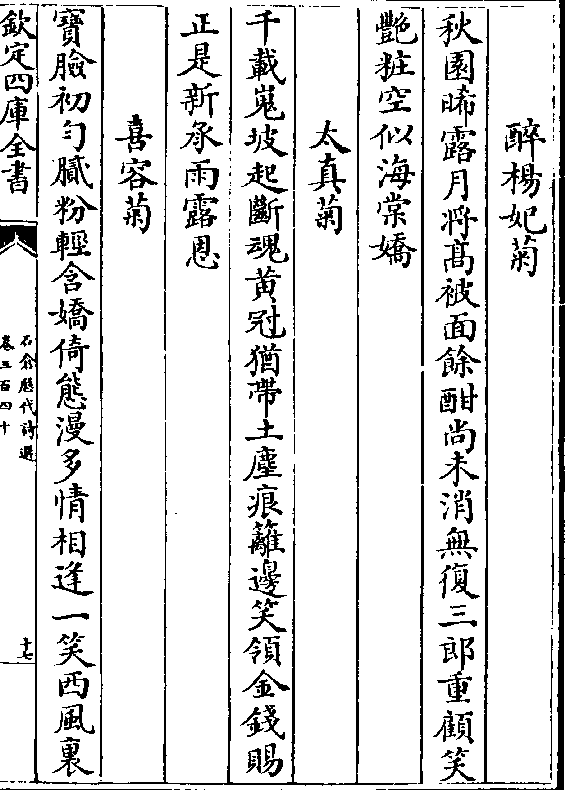 醉楊妃菊
秋園晞露月將髙被面餘酣尚未消無復三郎重顧笑
艷粧空似海棠嬌
太真菊
千載嵬坡起斷魂黄冠猶帶土塵痕籬邊笑領金錢賜
正是新承雨露恩
喜容菊
寶臉初勻膩粉輕含嬌倚態漫多情相逢一笑西風裏
欽定四庫全書
石倉歷代詩選
卷三百四十
十七